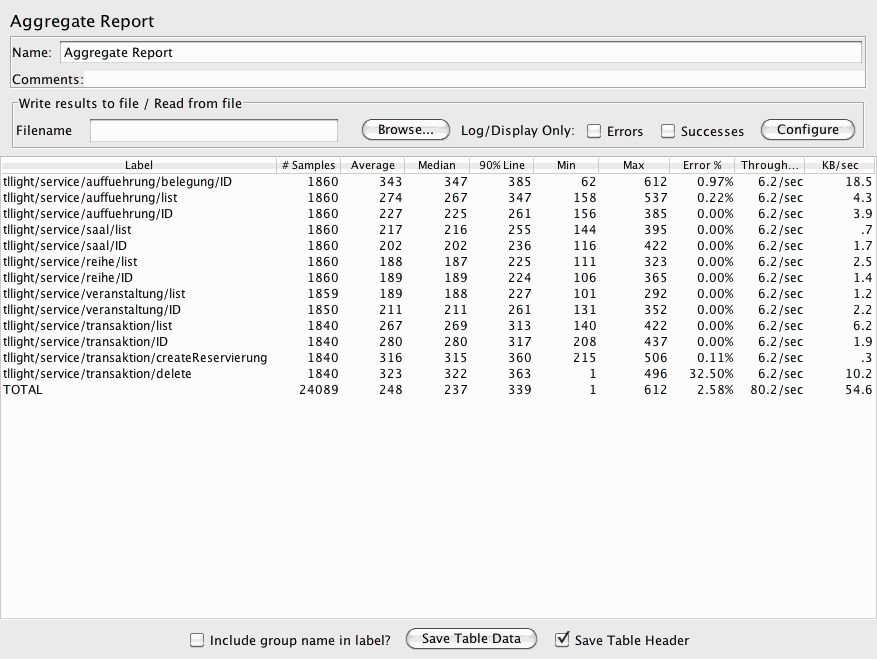 Aggregate Report
Name: Aggregate Report
Comments:
Write results to file / Read from file
Filename Browse... Log/Display Only: Errors Successes Configure
Label # Samples Average Median 90% Line Min Max Error % Through... KB/sec
tllight/service/auffuehrung/belegung/ID 1860 343 347 385 62 612 0.97% 6.2/sec 18.5
tllight/service/auffuehrung/list 1860 274 267 347 158 537 0.22% 6.2/sec 4.3
tllight/service/auffuehrung/ID 1860 227 225 261 156 385 0.00% 6.2/sec 3.9
tllight/service/saal/list 1860 217 216 255 144 395 0.00% 6.2/sec .7
tllight/service/saal/ID 1860 202 202 236 116 422 0.00% 6.2/sec 1.7
tllight/service/reihe/list 1860 188 187 225 111 323 0.00% 6.2/sec 2.5
tllight/service/reihe/ID 1860 189 189 224 106 365 0.00% 6.2/sec 1.4
tllight/service/veranstaltung/list 1859 189 188 227 101 292 0.00% 6.2/sec 1.2
tllight/service/veranstaltung/ID 1850 211 211 261 131 352 0.00% 6.2/sec 2.2
tllight/service/transaktion/list 1840 267 269 313 140 422 0.00% 6.2/sec 6.2
tllight/service/transaktion/ID 1840 280 280 317 208 437 0.00% 6.2/sec 1.9
tllight/service/transaktion/createReservierung 1840 316 315 360 215 506 0.11% 6.2/sec .3
tllight/service/transaktion/delete 1840 323 322 363 1 496 32.50% 6.2/sec 10.2
TOTAL 24089 248 237 339 1 612 2.58% 80.2/sec 54.6
Include group name in label? Save Table Data Save Table Header